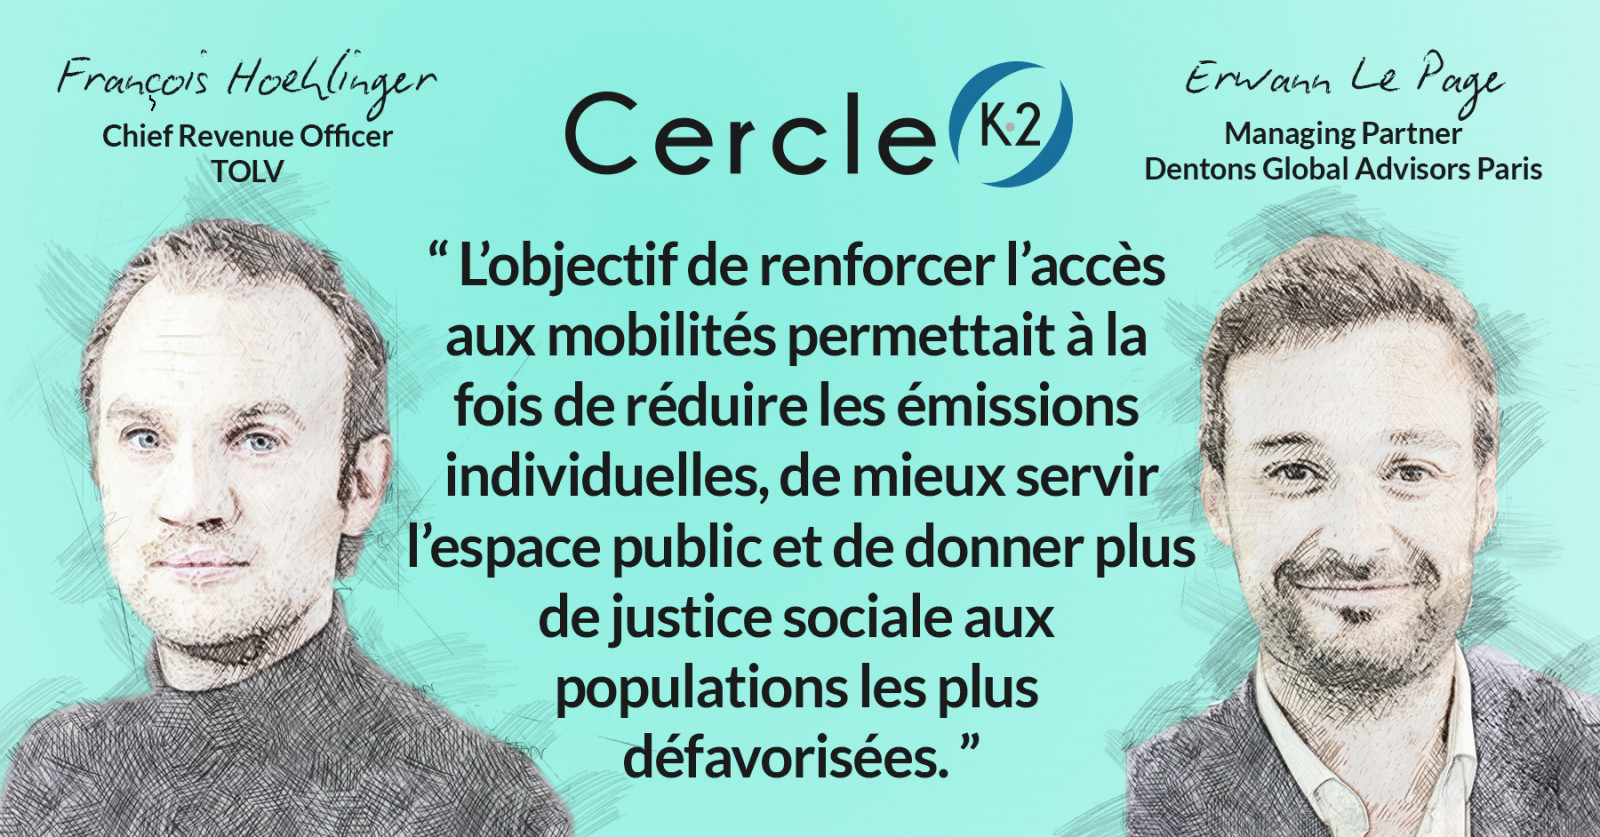 François Hoehlinger
Chief Revenue Officer
TOLV
Cercle K·2
Erwann Le Page
Managing Partner
Dentons Global Advisors Paris
“ L’objectif de renforcer l’accès
aux mobilités permettait à la
fois de réduire les émissions
individuelles, de mieux servir
l’espace public et de donner plus
de justice sociale aux
populations les plus
défavorisées. ”